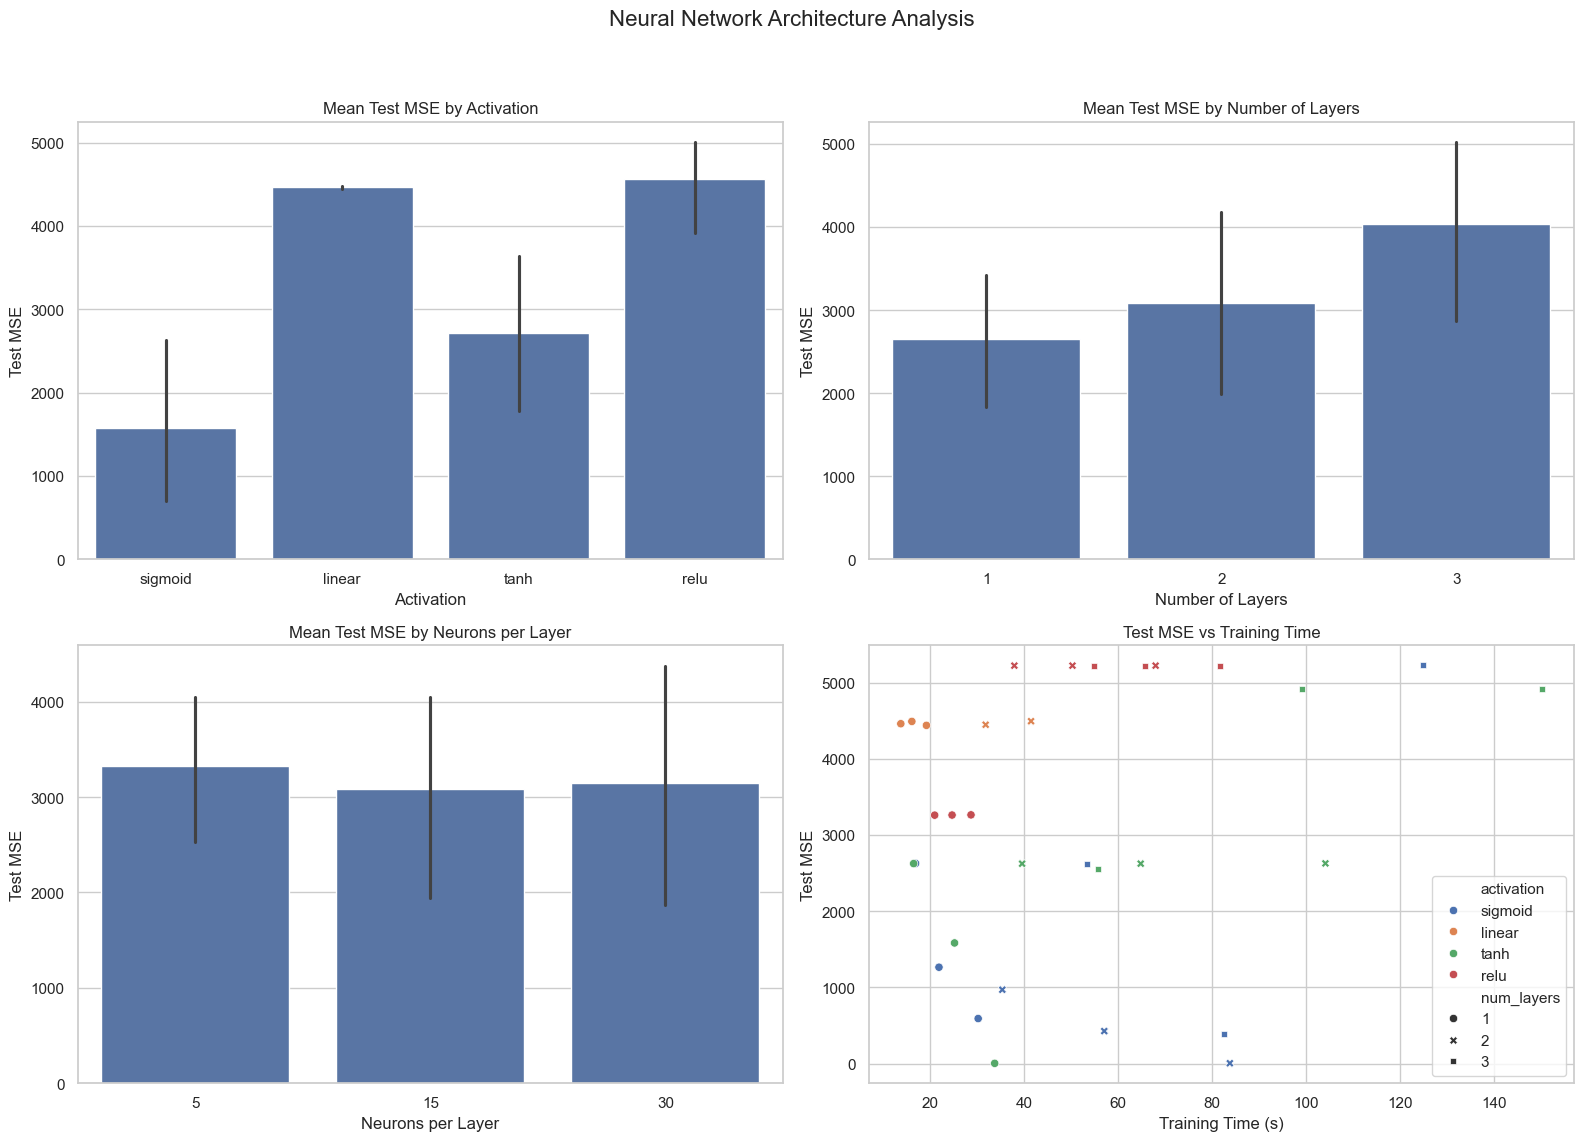 Neural Network Architecture Analysis
Mean Test MSE by Activation
Test MSE
5000
4000
3000
2000
1000
0
sigmoid linear tanh relu
Activation
Mean Test MSE by Number of Layers
Test MSE
5000
4000
3000
2000
1000
0
1 2 3
Number of Layers
Mean Test MSE by Neurons per Layer
Test MSE
4000
3000
2000
1000
0
5 15 30
Neurons per Layer
Test MSE vs Training Time
Test MSE
5000
4000
3000
2000
1000
0
20 40 60 80 100 120 140
Training Time (s)
activation
sigmoid
linear
tanh
relu
num_layers
1
2
3